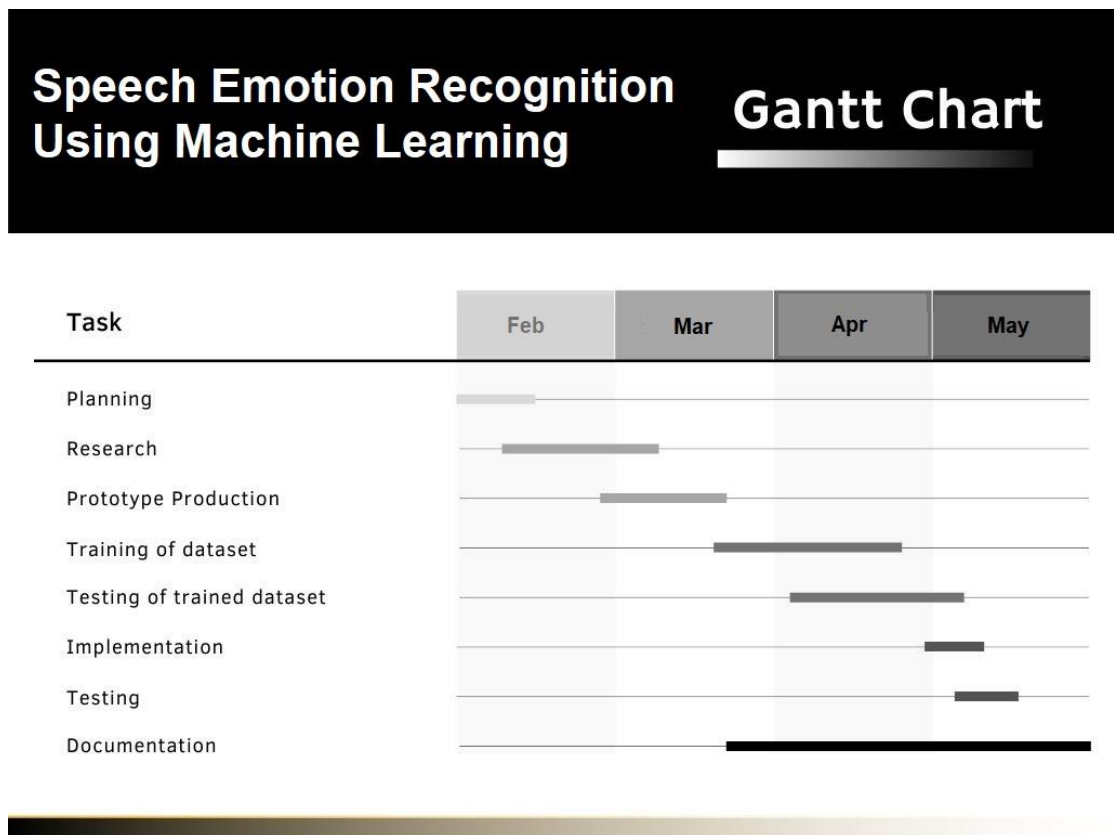 Speech Emotion Recognition
Using Machine Learning
Gantt Chart
Task
Feb
Mar
Apr
May
Planning
Research
Prototype Production
Training of dataset
Testing of trained dataset
Implementation
Testing
Documentation